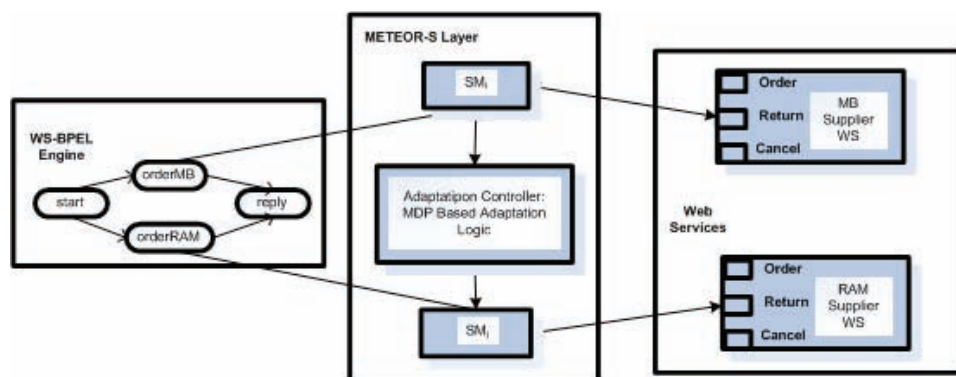 WS-BPEL
Engine
start
orderMB
orderRAM
reply
METEOR-S Layer
SMi
Adaptatipon Controller:
MDP Based Adaptation
Logic
SMj
Order
Return
Cancel
MB
Supplier
WS
Web
Services
Order
Return
Cancel
RAM
Supplier
WS